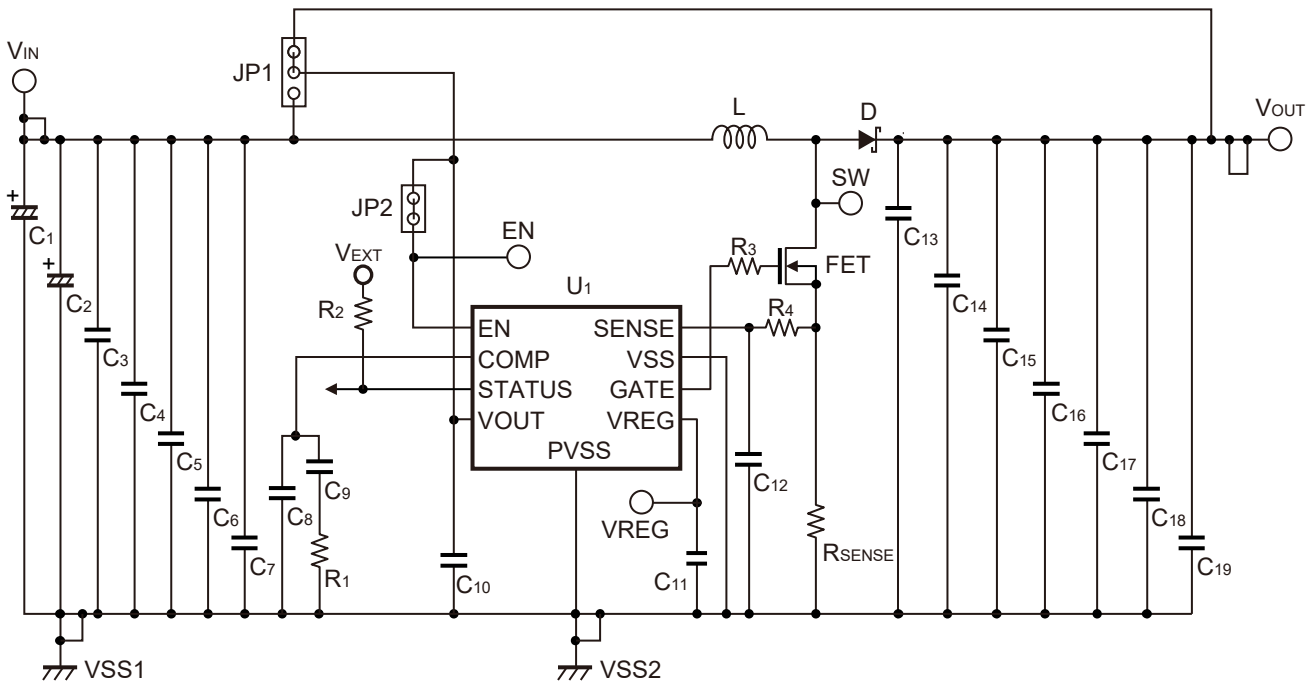 VIN
JP1
L
D
VOUT
SW
JP2
EN
VEXT
R3
FET
C1
C13
U1
C2
R2
R4
C14
EN
SENSE
C3
COMP
VSS
C15
C4
STATUS
GATE
C16
VOUT
VREG
C5
PVSS
C17
C9
C12
C6
C8
C18
VREG
C7
R1
C10
C11
RSENSE
C19
VSS1
VSS2
+
+